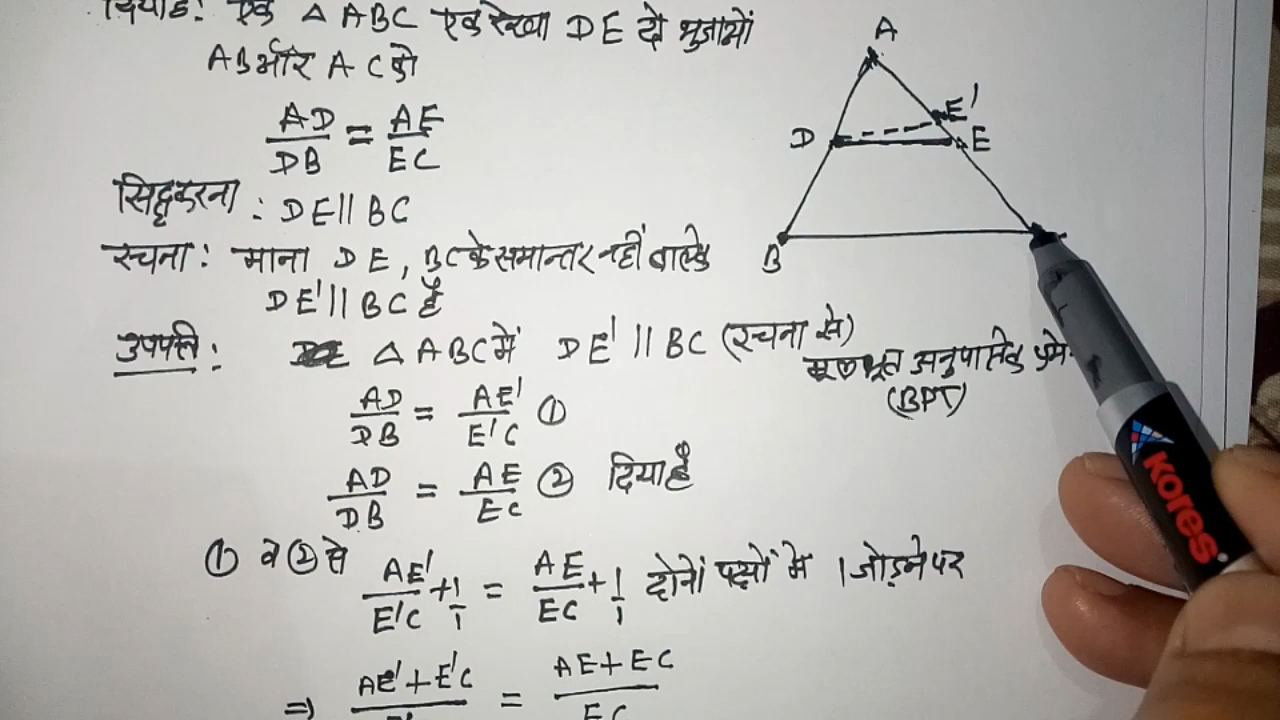 दिया है: एक △ ABC एक रेखा DE दो भुजाओं
AB और AC को
AD/DB = AE/EC
सिद्ध करना : DE || BC
रचना : माना DE, BC के समान्तर नहीं बल्कि
DE' || BC है
उपपत्ति : △ ABC में DE' || BC (रचना से)
अनुपातिक
(BPT)
AD/DB = AE'/E'C ①
AD/DB = AE/EC ② दिया है
① व ② से AE'/E'C + 1/1 = AE/EC + 1/1 दोनों पक्षों में 1 जोड़ने पर
⇒ AE' + E'C = AE + EC
EC
A
D
E'
E
B
kores